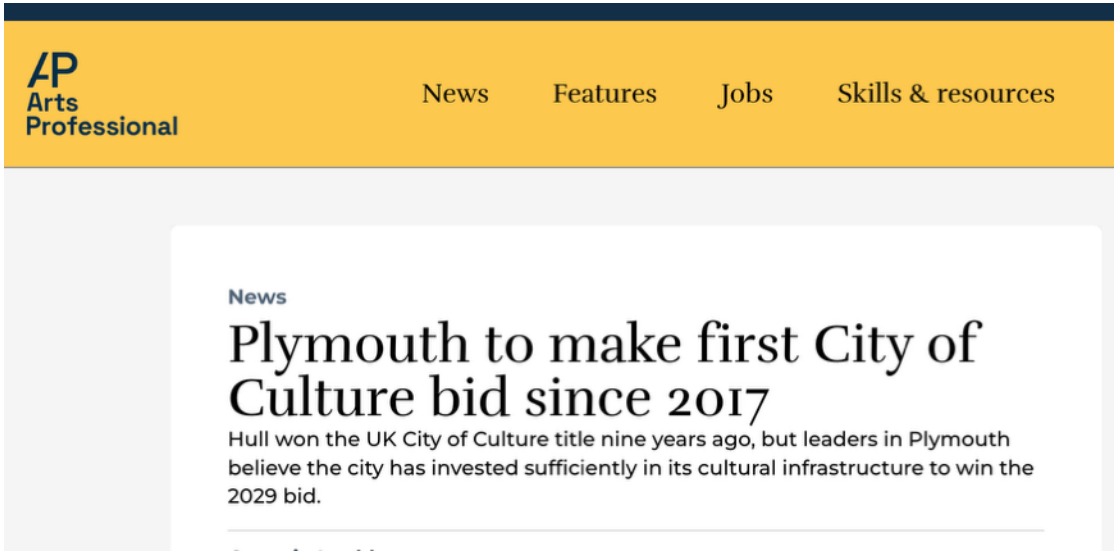 AP
Arts
Professional
News Features Jobs Skills & resources
News
Plymouth to make first City of
Culture bid since 2017
Hull won the UK City of Culture title nine years ago, but leaders in Plymouth
believe the city has invested sufficiently in its cultural infrastructure to win the
2029 bid.